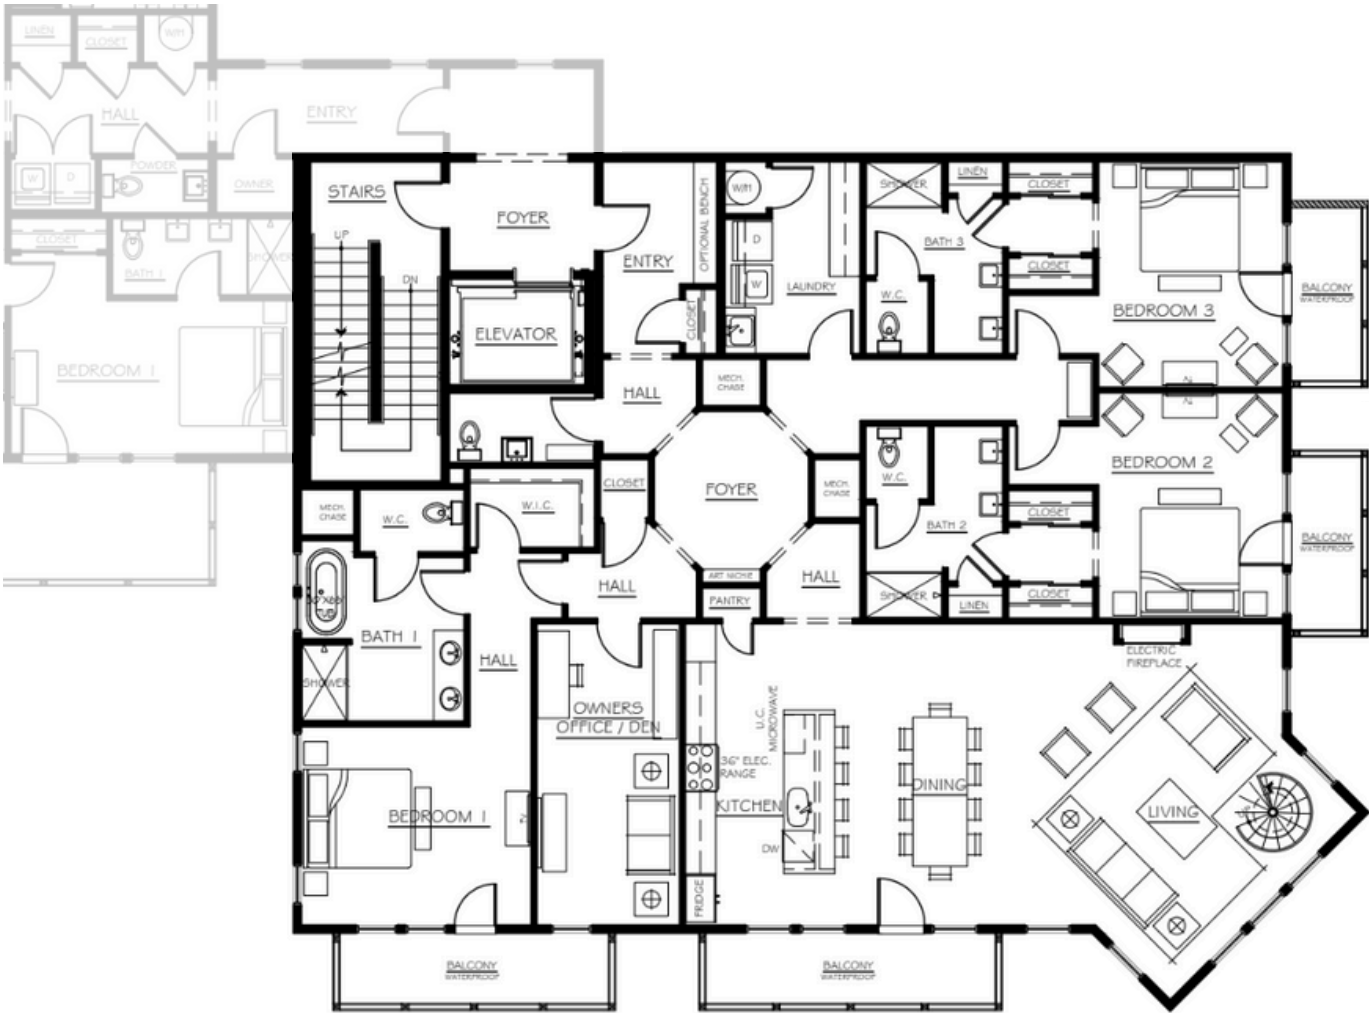 LINEN
CLOSET
W/H
HALL
ENTRY
W
D
POWDER
OWNER
CLOSET
BATH 1
SHOWER
BEDROOM 1
STAIRS
UP
DN
FOYER
ELEVATOR
ENTRY
OPTIONAL BENCH
CLOSET
W/H
D
W
LAUNDRY
SHOWER
LINEN
CLOSET
BATH 3
CLOSET
W.C.
BEDROOM 3
BALCONY
WATERPROOF
HALL
MECH.
CHASE
FOYER
MECH.
CHASE
CLOSET
W.I.C.
MECH.
CHASE
W.C.
W.C.
BATH 2
BEDROOM 2
CLOSET
BALCONY
WATERPROOF
CLOSET
SHOWER
LINEN
HALL
ART NICHE
PANTRY
HALL
TUB
BATH 1
HALL
SHOWER
OWNERS
OFFICE / DEN
ELECTRIC
FIREPLACE
U.C.
MICROWAVE
36" ELEC.
RANGE
KITCHEN
DW
FRIDGE
DINING
LIVING
BEDROOM 1
TV
BALCONY
WATERPROOF
BALCONY
WATERPROOF